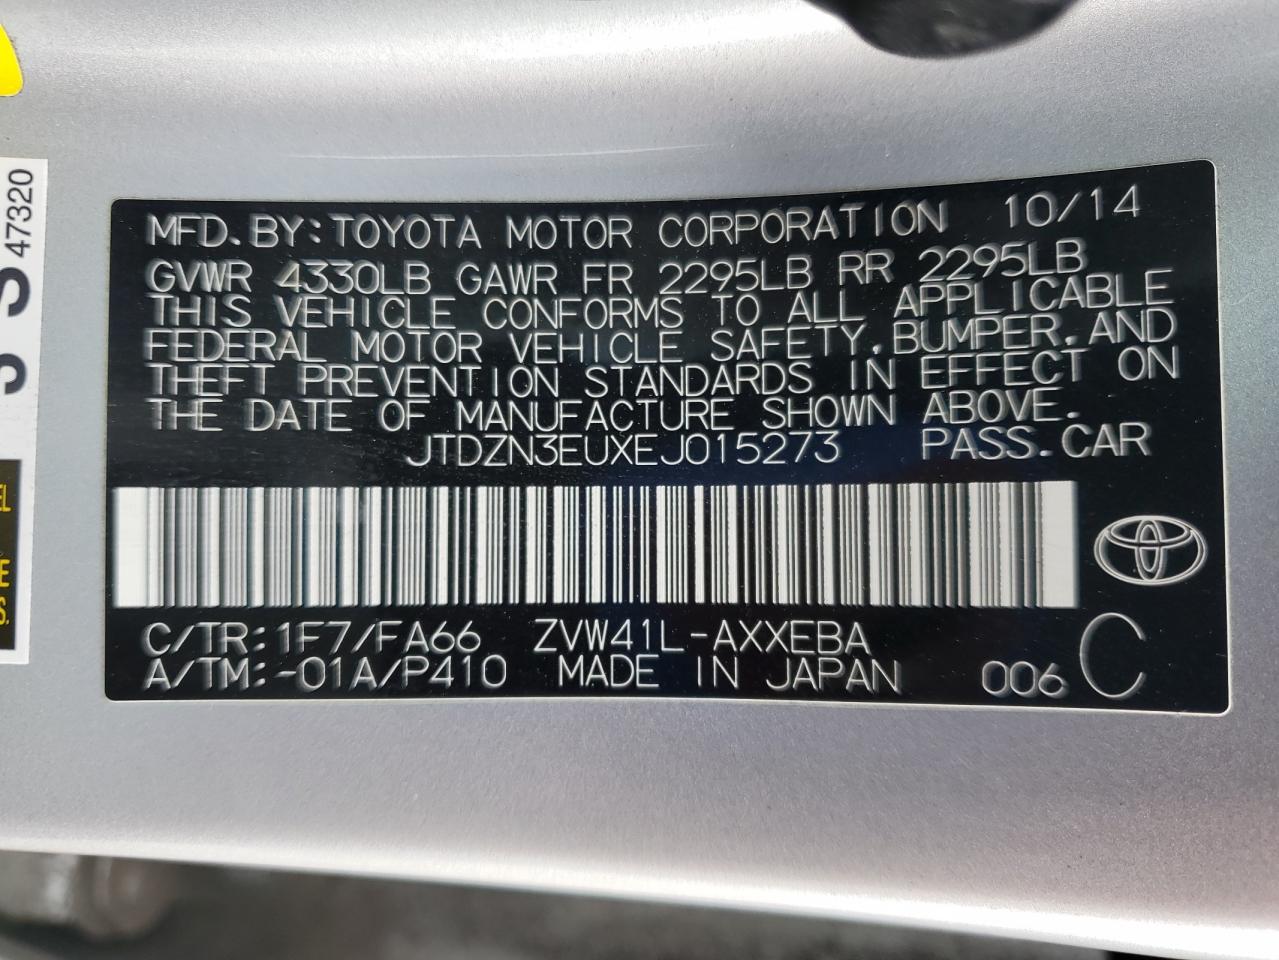 MFD.BY:TOYOTA MOTOR CORPORATION 10/14
GVWR 4330LB GAWR FR 2295LB RR 2295LB
THIS VEHICLE CONFORMS TO ALL APPLICABLE
FEDERAL MOTOR VEHICLE SAFETY,BUMPER,AND
THEFT PREVENTION STANDARDS IN EFFECT ON
THE DATE OF MANUFACTURE SHOWN ABOVE.
JTDZN3EUXEJ015273 PASS.CAR
C/TR:1F7/FA66 ZVW41L-AXXEBA
A/TM:-01A/P410 MADE IN JAPAN 006 C
47320